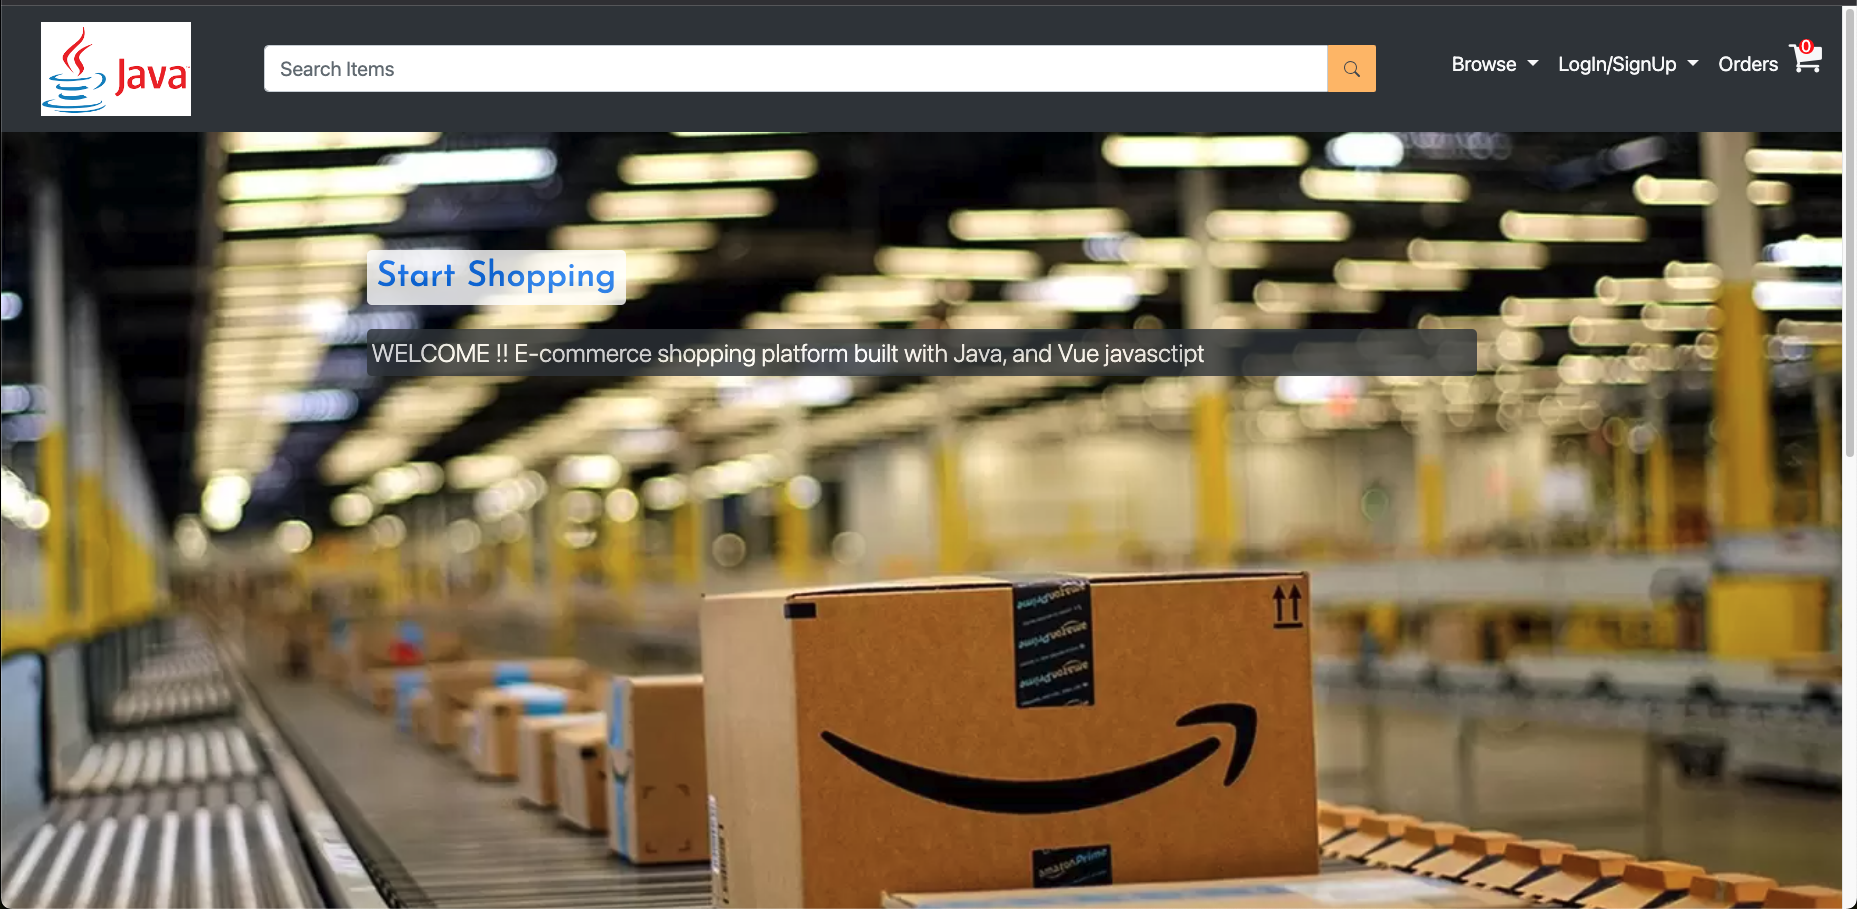 Java
Search Items
Browse
LogIn/SignUp
Orders
0
Start Shopping
WELCOME !! E-commerce shopping platform built with Java, and Vue javasctipt
amazonPrime
amazonPrime
amazonPrime
amazonPrime